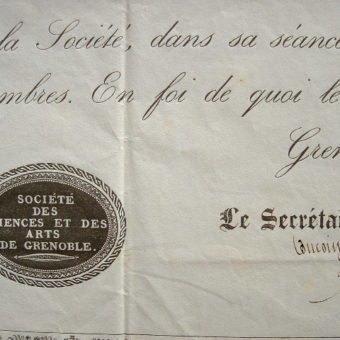 la Société, dans sa séance
mbres. En foi de quoi le
Gren
SOCIÉTÉ
DES
IENCES ET DES
ARTS
DE GRENOBLE.
Le Secréta